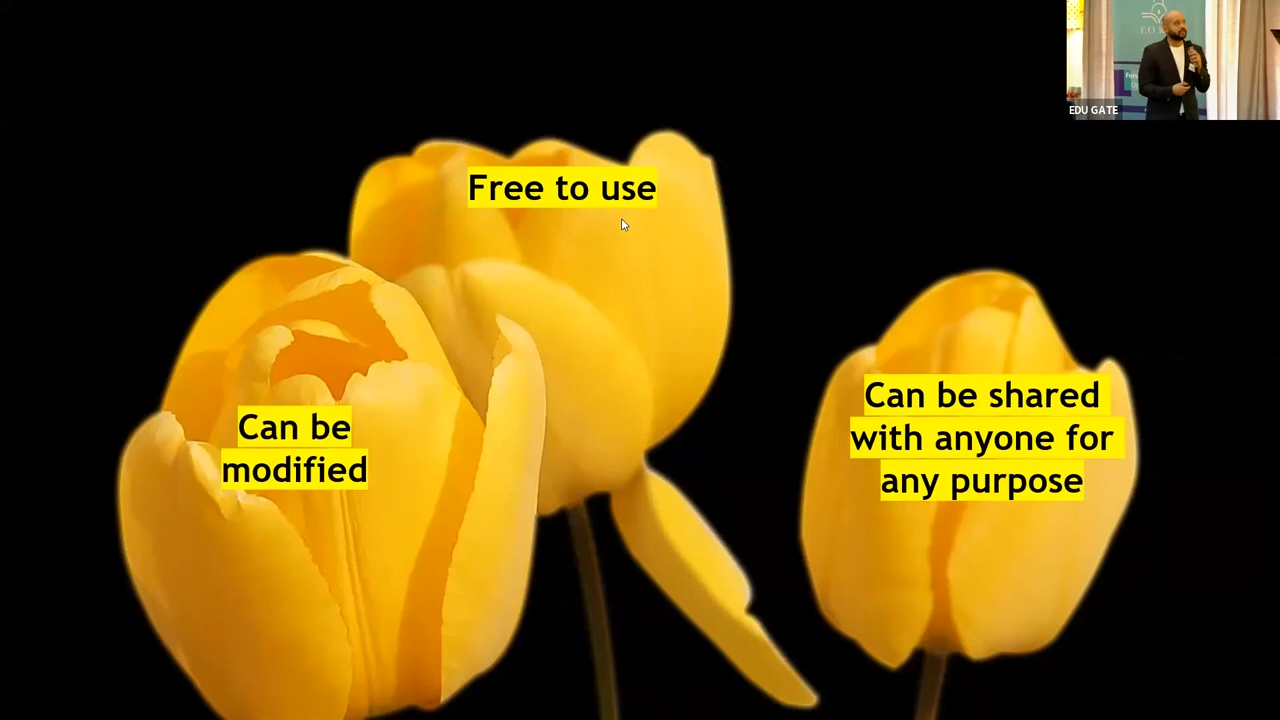 EDU GATE
Free to use
Can be shared
with anyone for
any purpose
Can be
modified